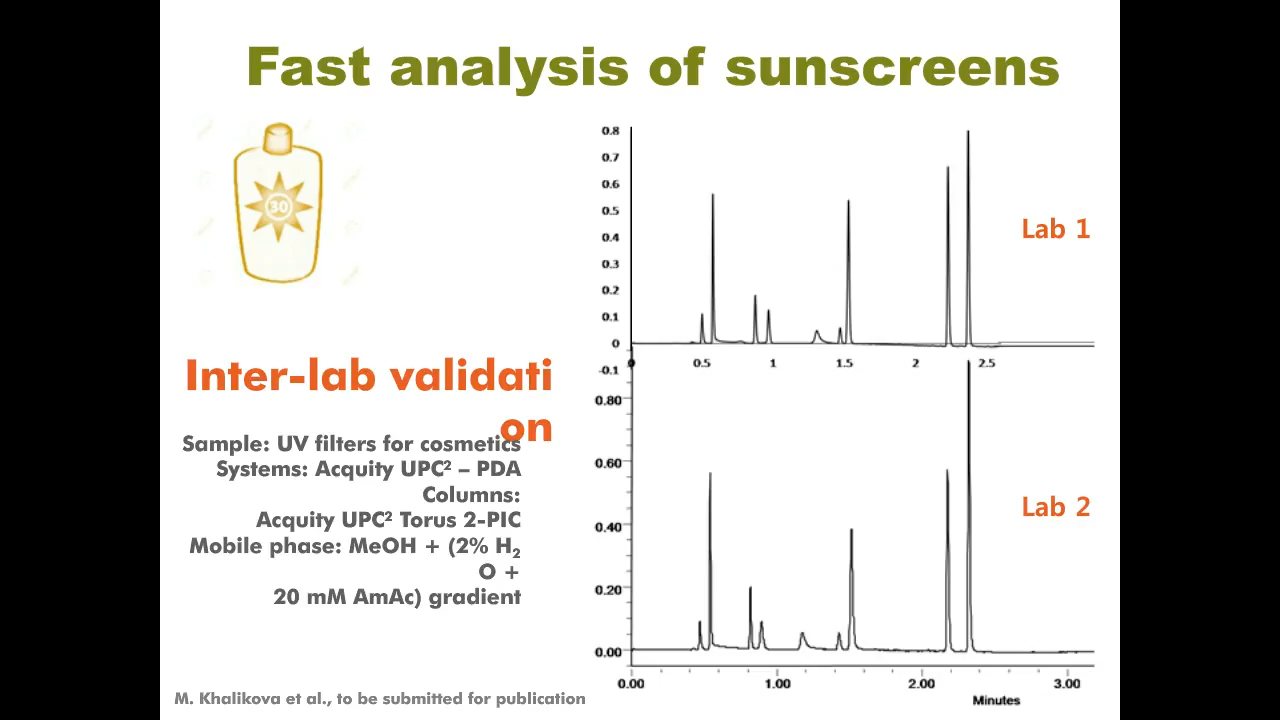 Fast analysis of sunscreens
30
0.8
0.7
0.6
0.5
0.4
0.3
0.2
0.1
0
-0.1
0 0.5 1 1.5 2 2.5
Lab 1
Inter-lab validati
on
Sample: UV filters for cosmetics
Systems: Acquity UPC² – PDA
Columns:
Acquity UPC² Torus 2-PIC
Mobile phase: MeOH + (2% H₂
O +
20 mM AmAc) gradient
0.80
0.60
0.40
0.20
0.00
Lab 2
0.00 1.00 2.00 3.00
Minutes
M. Khalikova et al., to be submitted for publication